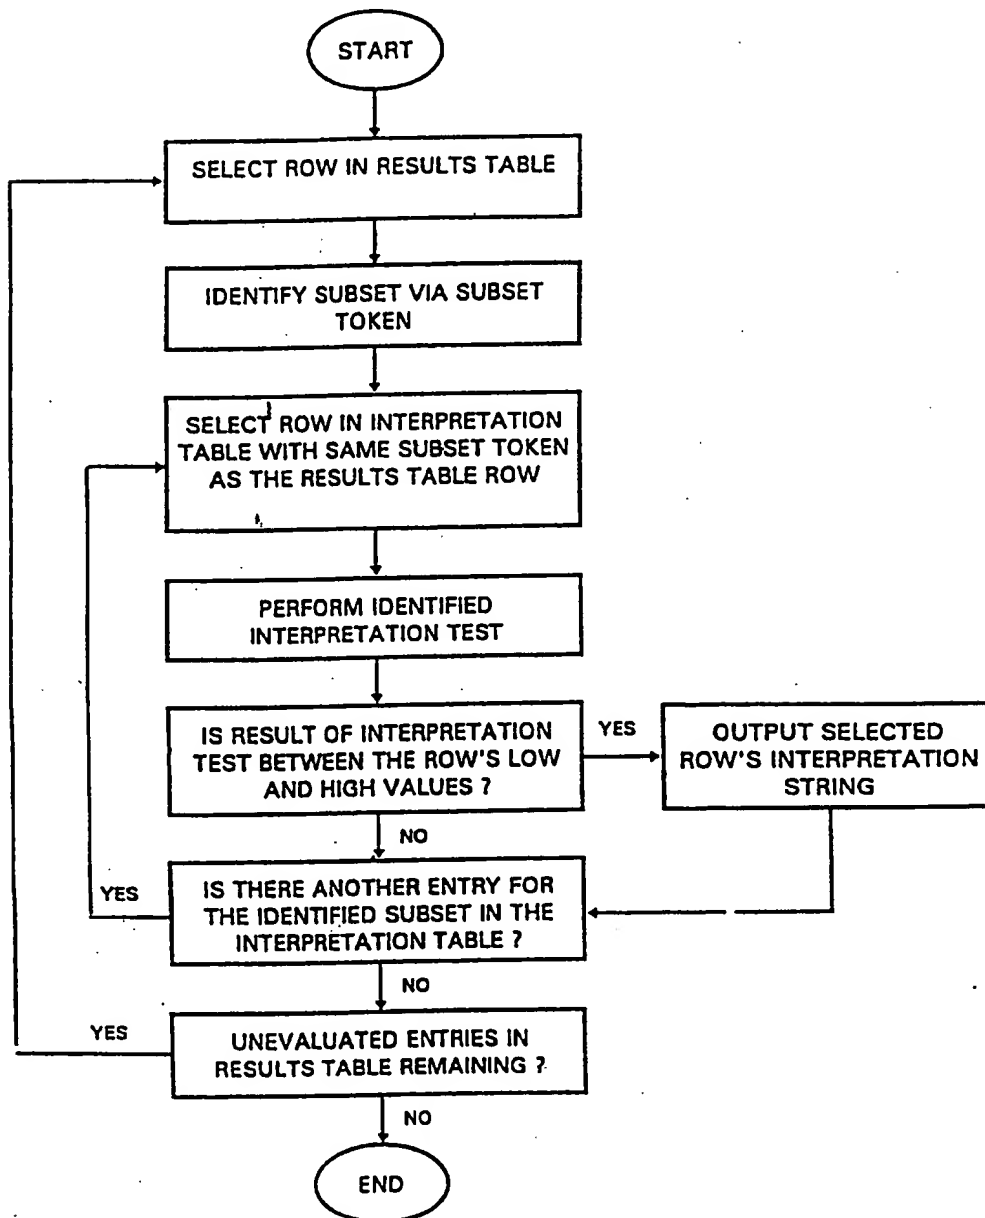 START
SELECT ROW IN RESULTS TABLE
IDENTIFY SUBSET VIA SUBSET
TOKEN
SELECT ROW IN INTERPRETATION
TABLE WITH SAME SUBSET TOKEN
AS THE RESULTS TABLE ROW
PERFORM IDENTIFIED
INTERPRETATION TEST
IS RESULT OF INTERPRETATION
TEST BETWEEN THE ROW'S LOW
AND HIGH VALUES ?
YES
OUTPUT SELECTED
ROW'S INTERPRETATION
STRING
NO
YES
IS THERE ANOTHER ENTRY FOR
THE IDENTIFIED SUBSET IN THE
INTERPRETATION TABLE ?
NO
YES
UNEVALUATED ENTRIES IN
RESULTS TABLE REMAINING ?
NO
END